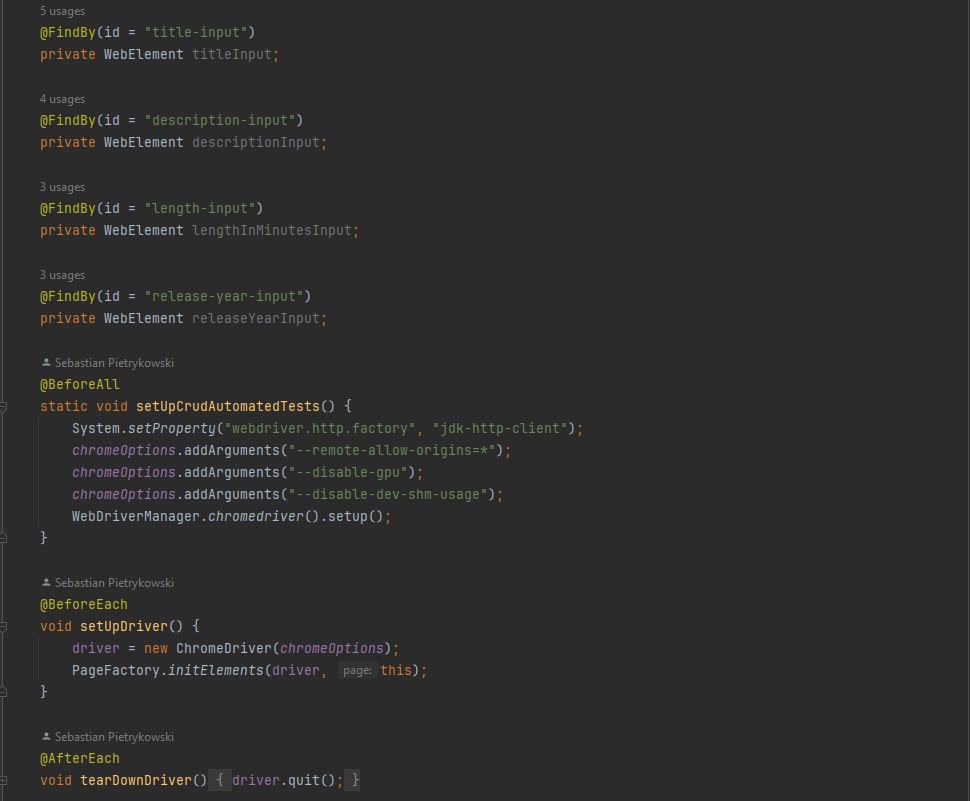 5 usages
@FindBy(id = "title-input")
private WebElement titleInput;
4 usages
@FindBy(id = "description-input")
private WebElement descriptionInput;
3 usages
@FindBy(id = "length-input")
private WebElement lengthInMinutesInput;
3 usages
@FindBy(id = "release-year-input")
private WebElement releaseYearInput;
Sebastian Pietrykowski
@BeforeAll
static void setUpCrudAutomatedTests() {
System.setProperty("webdriver.http.factory", "jdk-http-client");
chromeOptions.addArguments("--remote-allow-origins=*");
chromeOptions.addArguments("--disable-gpu");
chromeOptions.addArguments("--disable-dev-shm-usage");
WebDriverManager.chromedriver().setup();
}
Sebastian Pietrykowski
@BeforeEach
void setUpDriver() {
driver = new ChromeDriver(chromeOptions);
PageFactory.initElements(driver, page: this);
}
Sebastian Pietrykowski
@AfterEach
void tearDownDriver() { driver.quit(); }